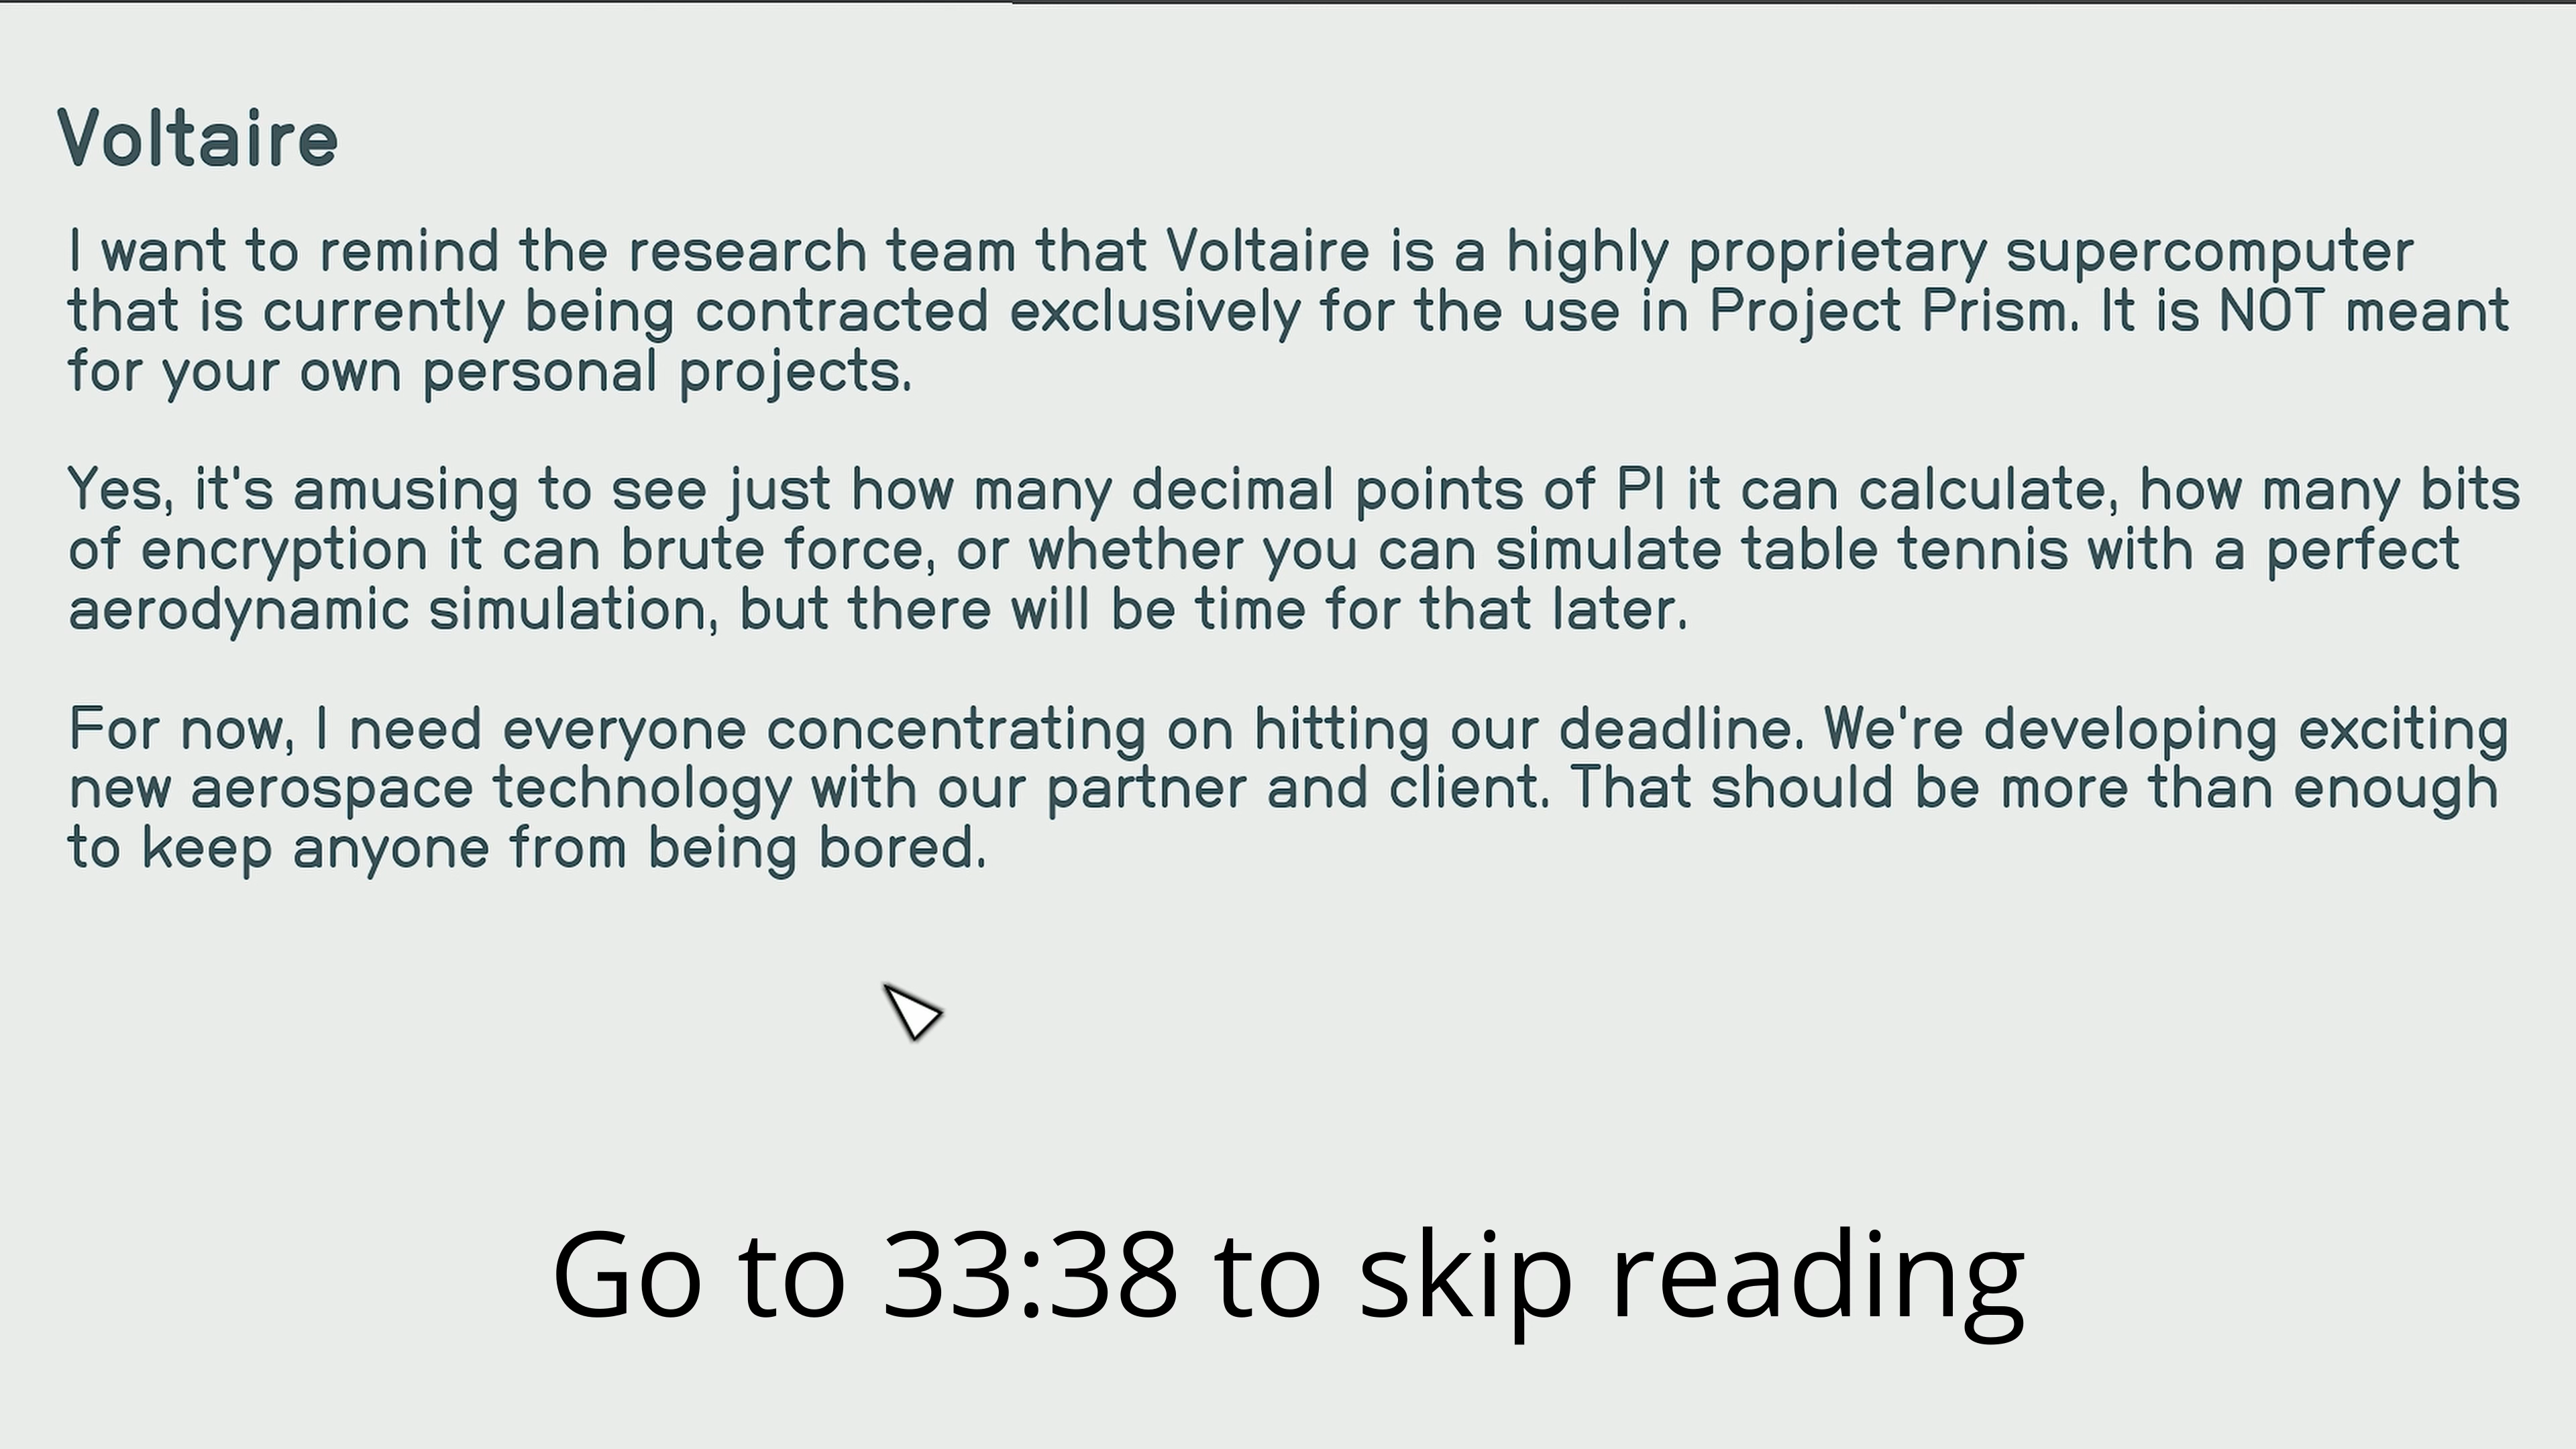 Voltaire
I want to remind the research team that Voltaire is a highly proprietary supercomputer
that is currently being contracted exclusively for the use in Project Prism. It is NOT meant
for your own personal projects.
Yes, it's amusing to see just how many decimal points of PI it can calculate, how many bits
of encryption it can brute force, or whether you can simulate table tennis with a perfect
aerodynamic simulation, but there will be time for that later.
For now, I need everyone concentrating on hitting our deadline. We're developing exciting
new aerospace technology with our partner and client. That should be more than enough
to keep anyone from being bored.
Go to 33:38 to skip reading